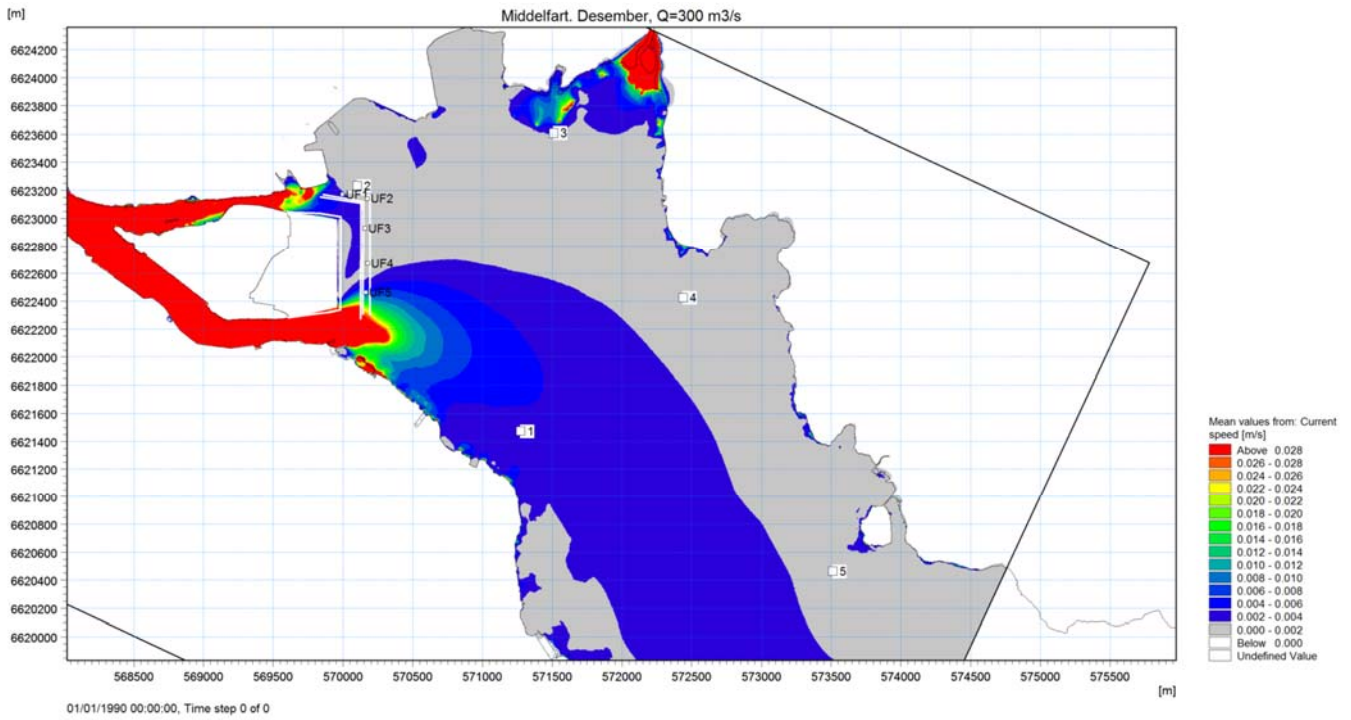 [m]
Middelfart. Desember, Q=300 m3/s
6624200
6624000
6623800
6623600
6623400
6623200
6623000
6622800
6622600
6622400
6622200
6622000
6621800
6621600
6621400
6621200
6621000
6620800
6620600
6620400
6620200
6620000
3
2
UF1
UF2
UF3
UF4
UF5
4
1
5
568500 569000 569500 570000 570500 571000 571500 572000 572500 573000 573500 574000 574500 575000 575500
[m]
01/01/1990 00:00:00, Time step 0 of 0
Mean values from: Current
speed [m/s]
Above 0.028
0.026 - 0.028
0.024 - 0.026
0.022 - 0.024
0.020 - 0.022
0.018 - 0.020
0.016 - 0.018
0.014 - 0.016
0.012 - 0.014
0.010 - 0.012
0.008 - 0.010
0.006 - 0.008
0.004 - 0.006
0.002 - 0.004
0.000 - 0.002
Below 0.000
Undefined Value